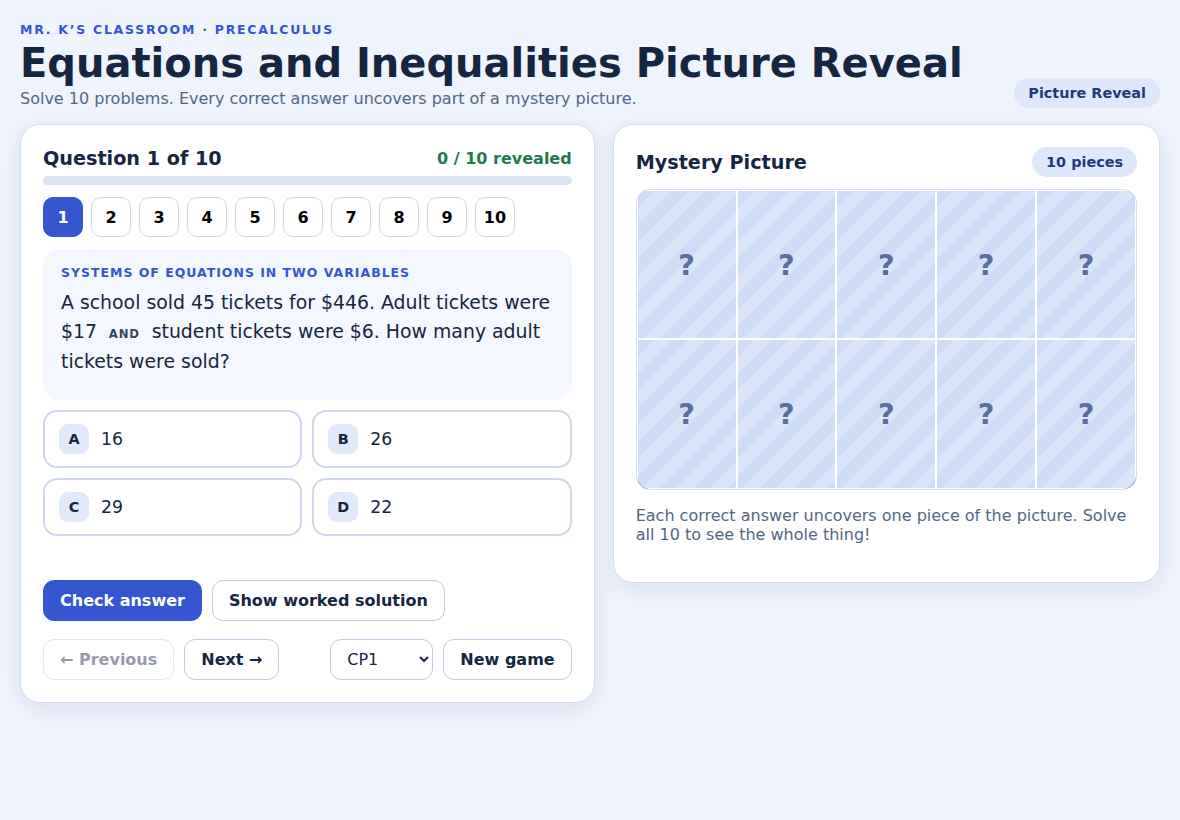 MR. K’S CLASSROOM · PRECALCULUS
Equations and Inequalities Picture Reveal
Solve 10 problems. Every correct answer uncovers part of a mystery picture.
Picture Reveal
Question 1 of 10
0 / 10 revealed
1 2 3 4 5 6 7 8 9 10
SYSTEMS OF EQUATIONS IN TWO VARIABLES
A school sold 45 tickets for $446. Adult tickets were
$17 AND student tickets were $6. How many adult
tickets were sold?
A 16
B 26
C 29
D 22
Check answer
Show worked solution
← Previous
Next →
CP1
New game
Mystery Picture
10 pieces
? ? ? ? ?
? ? ? ? ?
Each correct answer uncovers one piece of the picture. Solve
all 10 to see the whole thing!